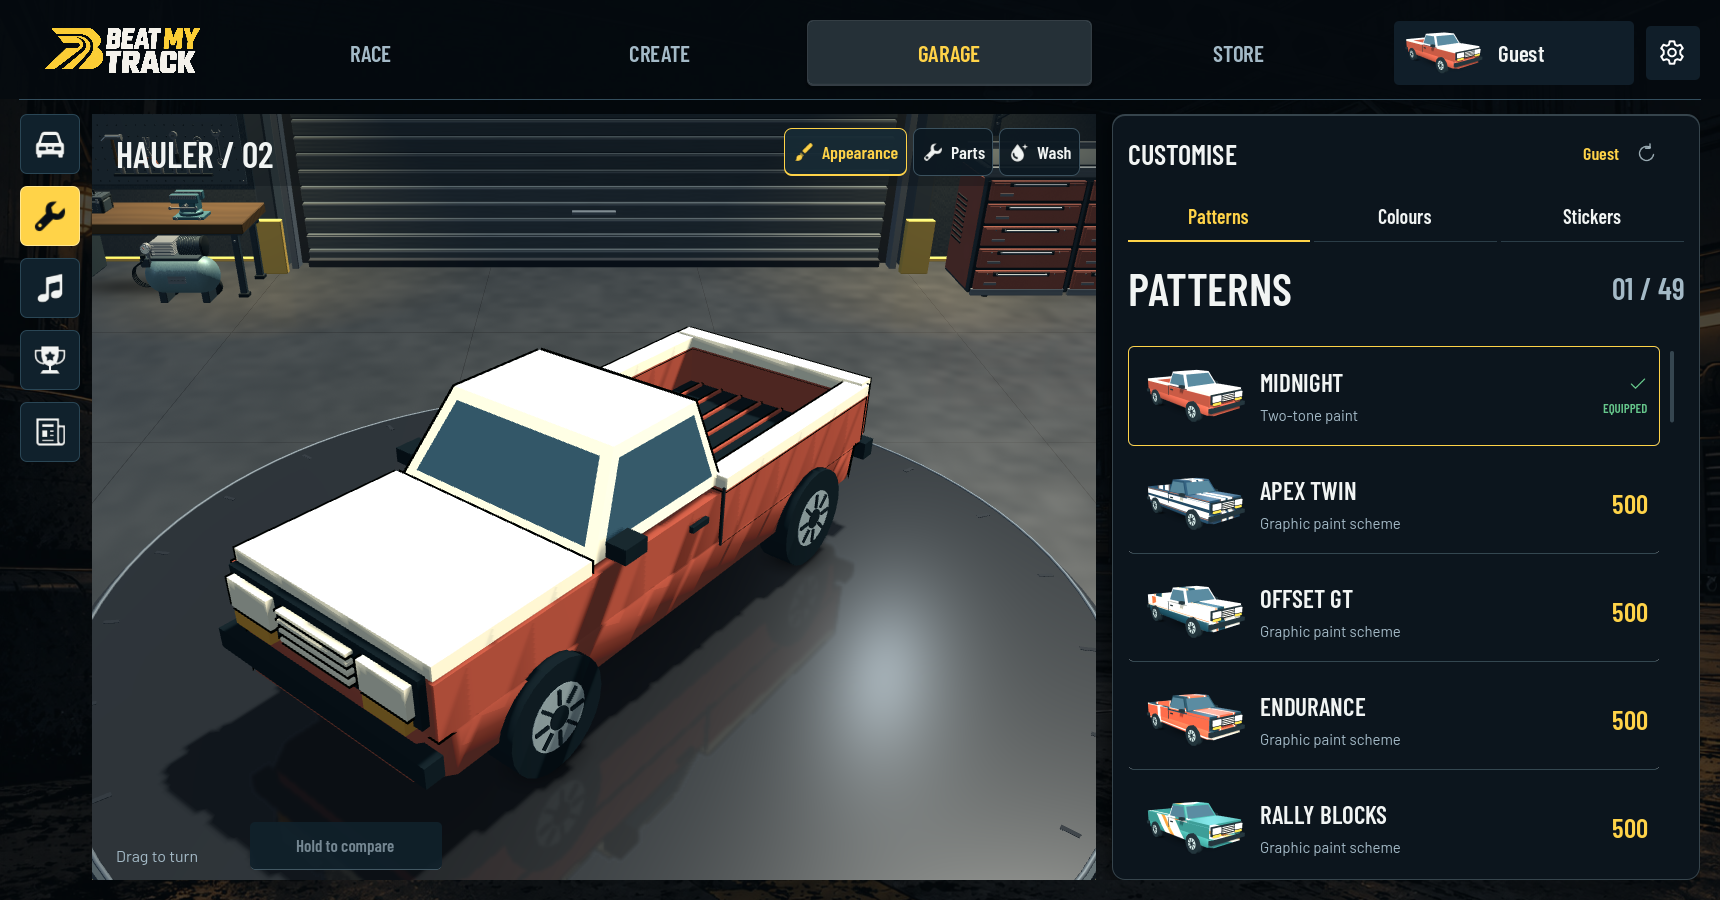 BEAT MY
TRACK
RACE
CREATE
GARAGE
STORE
Guest
HAULER / 02
Appearance
Parts
Wash
CUSTOMISE
Guest
Patterns
Colours
Stickers
PATTERNS
01 / 49
MIDNIGHT
Two-tone paint
EQUIPPED
APEX TWIN
Graphic paint scheme
500
OFFSET GT
Graphic paint scheme
500
ENDURANCE
Graphic paint scheme
500
RALLY BLOCKS
Graphic paint scheme
500
Drag to turn
Hold to compare